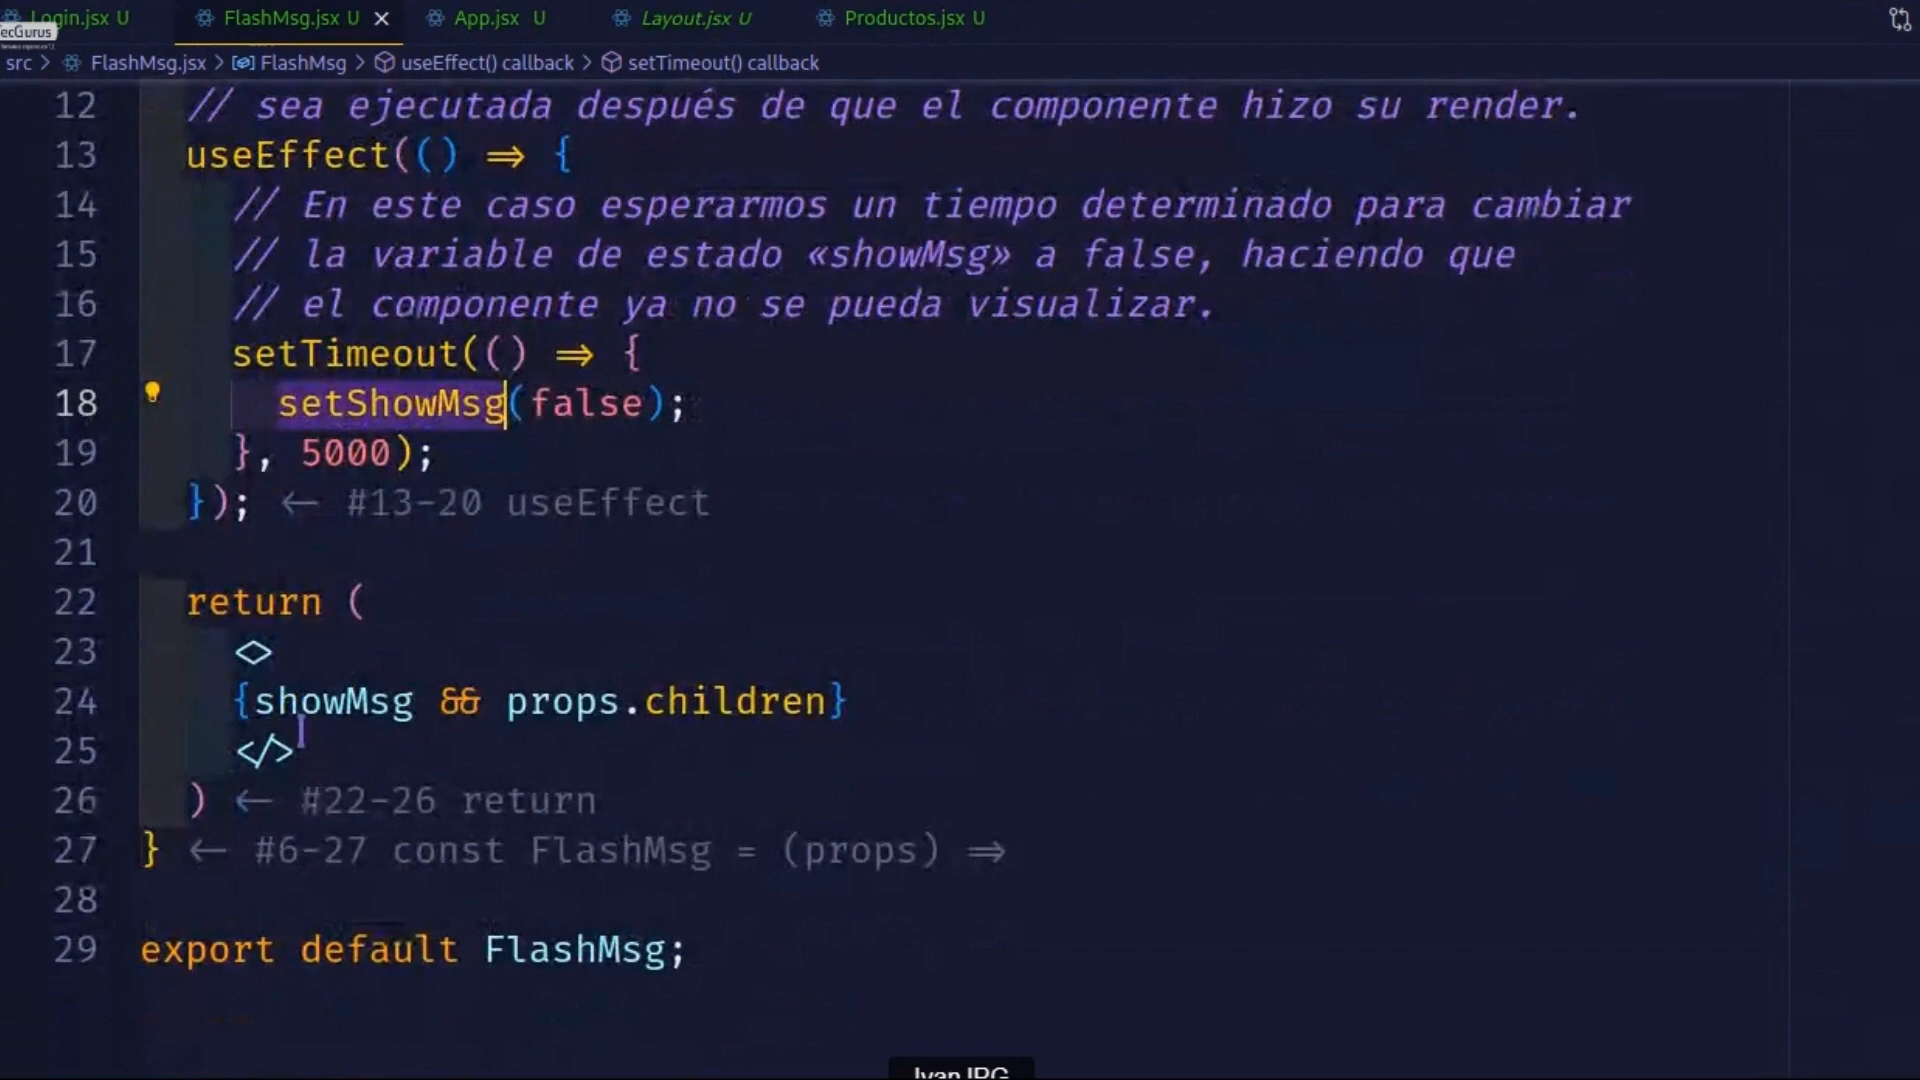 Login.jsx U FlashMsg.jsx U App.jsx U Layout.jsx U Productos.jsx U
ecGurus
src > FlashMsg.jsx > FlashMsg > useEffect() callback > setTimeout() callback
12 // sea ejecutada después de que el componente hizo su render.
13 useEffect(() => {
14 // En este caso esperarmos un tiempo determinado para cambiar
15 // la variable de estado «showMsg» a false, haciendo que
16 // el componente ya no se pueda visualizar.
17 setTimeout(() => {
18 setShowMsg(false);
19 }, 5000);
20 }); <- #13-20 useEffect
21
22 return (
23 <>
24 {showMsg && props.children}
25 </>
26 ) <- #22-26 return
27 } <- #6-27 const FlashMsg = (props) =>
28
29 export default FlashMsg;
Ivan JPG